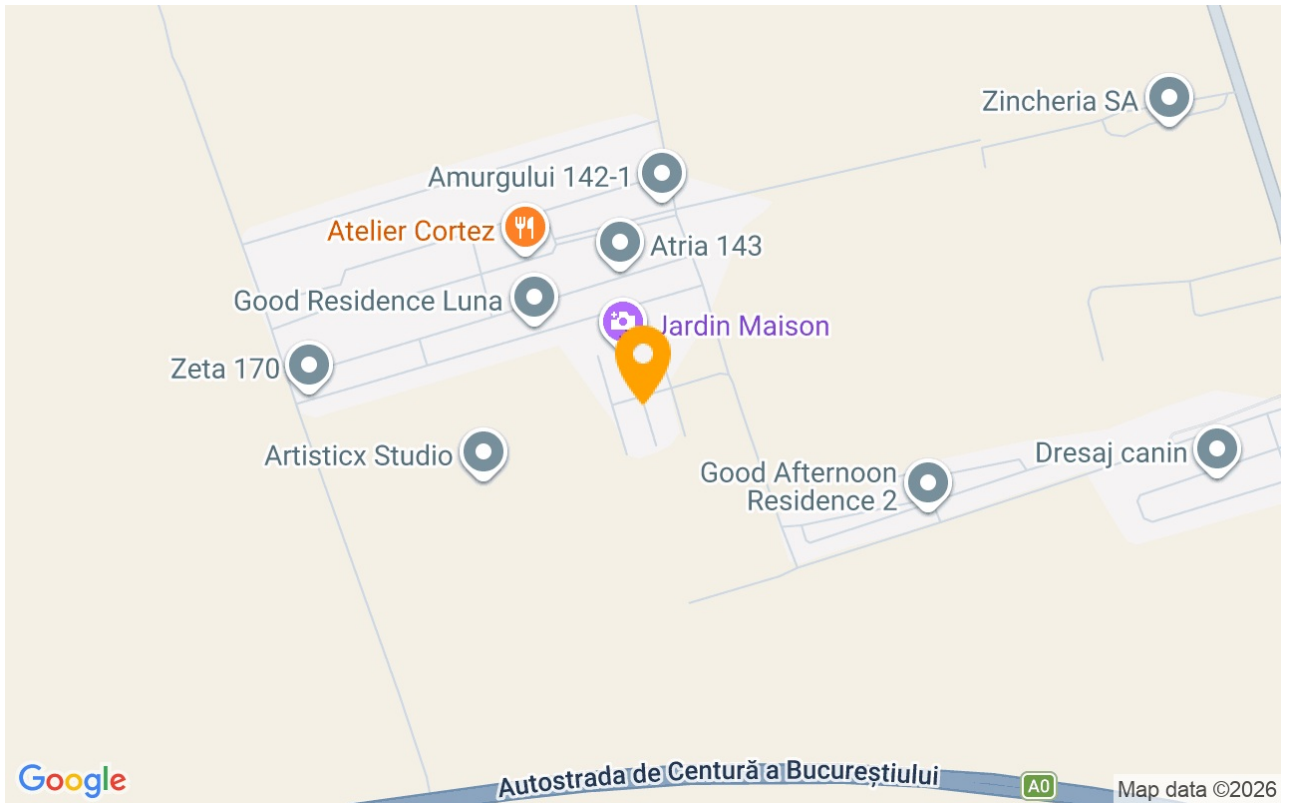 Zincheria SA
Amurgului 142-1
Atelier Cortez
Atria 143
Good Residence Luna
Jardin Maison
Zeta 170
Artisticx Studio
Dresaj canin
Good Afternoon
Residence 2
Autostrada de Centură a Bucureștiului
A0
Google
Map data ©2026